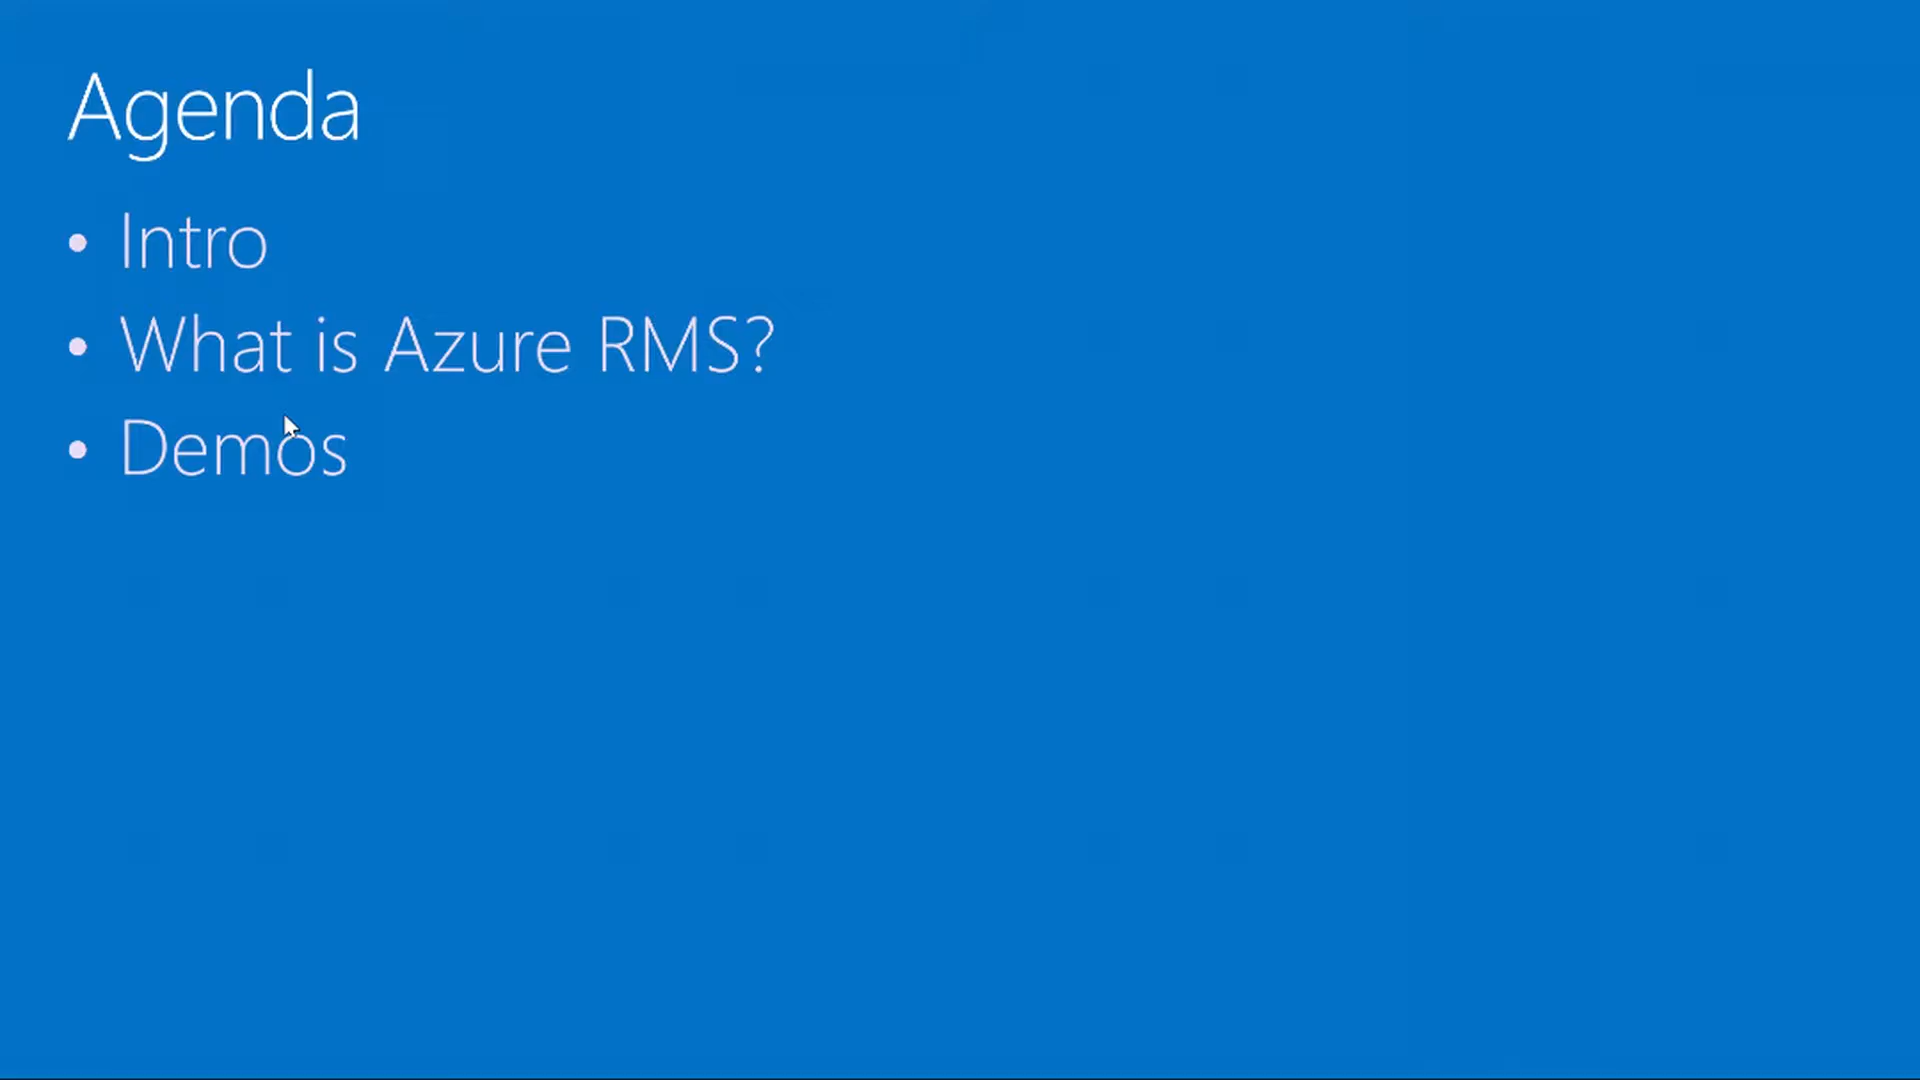 Agenda
• Intro
• What is Azure RMS?
• Demos